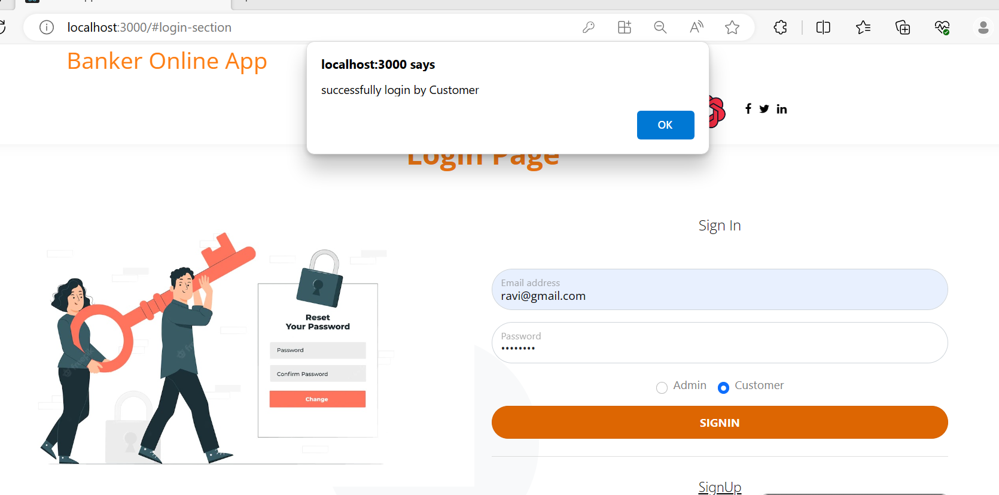 localhost:3000/#login-section
Banker Online App
localhost:3000 says
successfully login by Customer
OK
Login Page
Sign In
Email address
ravi@gmail.com
Password
Reset
Your Password
Password
Confirm Password
Change
Admin
Customer
SIGNIN
SignUp